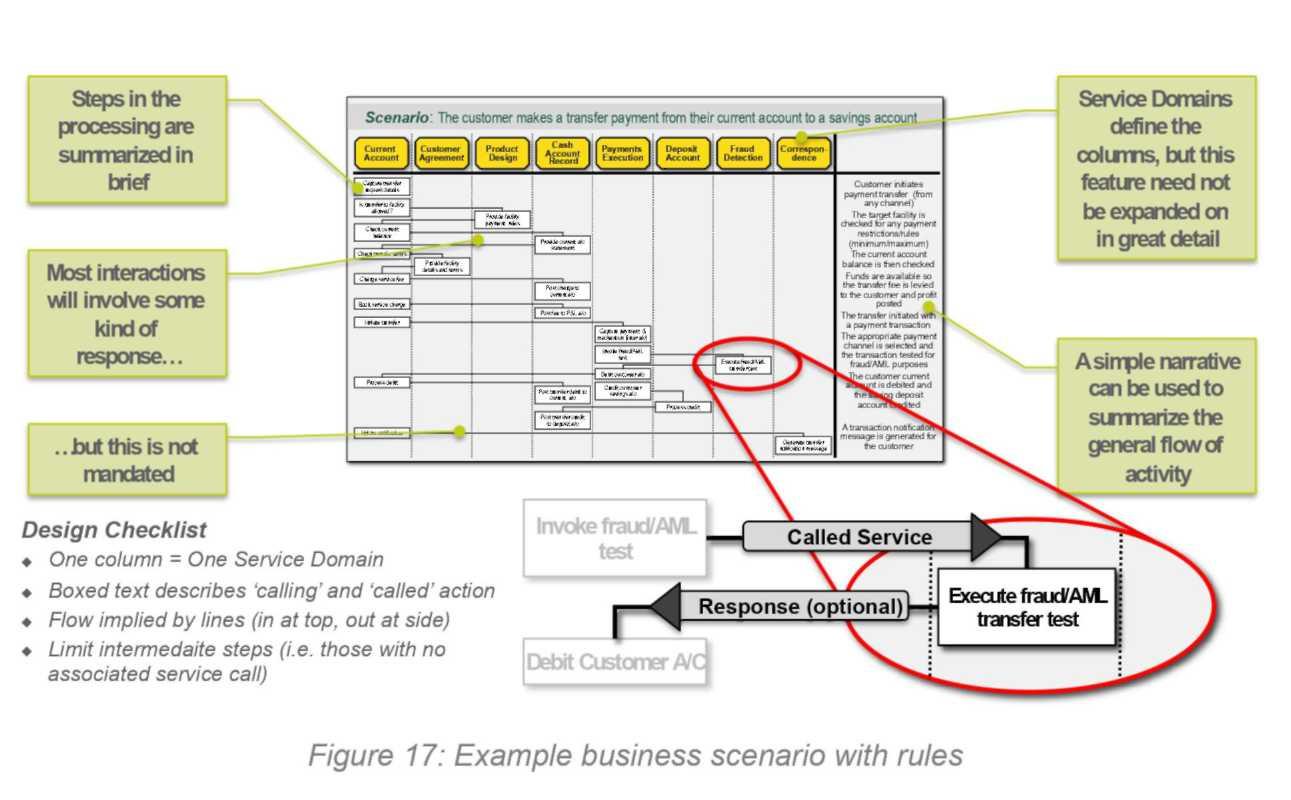 Steps in the
processing are
summarized in
brief
Most interactions
will involve some
kind of
response…
…but this is not
mandated
Scenario: The customer makes a transfer payment from their current account to a savings account
Current
Account
Customer
Agreement
Product
Design
Cash
Account
Record
Payments
Execution
Deposit
Account
Fraud
Detection
Correspon-
dence
Customer initiates
payment transfer (from
any channel)
The target facility is
checked for any payment
restrictions/rules
(minimum/maximum)
The current account
balance is then checked
Funds are available so
the transfer fee is levied
to the customer and profit
posted
The transfer initiated with
a payment transaction
The appropriate payment
channel is selected and
the transaction tested for
fraud/AML purposes
The customer current
account is debited and
the saving deposit
account credited
A transaction notification
message is generated for
the customer
Service Domains
define the
columns, but this
feature need not
be expanded on
in great detail
A simple narrative
can be used to
summarize the
general flow of
activity
Design Checklist
One column = One Service Domain
Boxed text describes ‘calling’ and ‘called’ action
Flow implied by lines (in at top, out at side)
Limit intermedaite steps (i.e. those with no
associated service call)
Invoke fraud/AML
test
Called Service
Execute fraud/AML
transfer test
Response (optional)
Debit Customer A/C
Figure 17: Example business scenario with rules